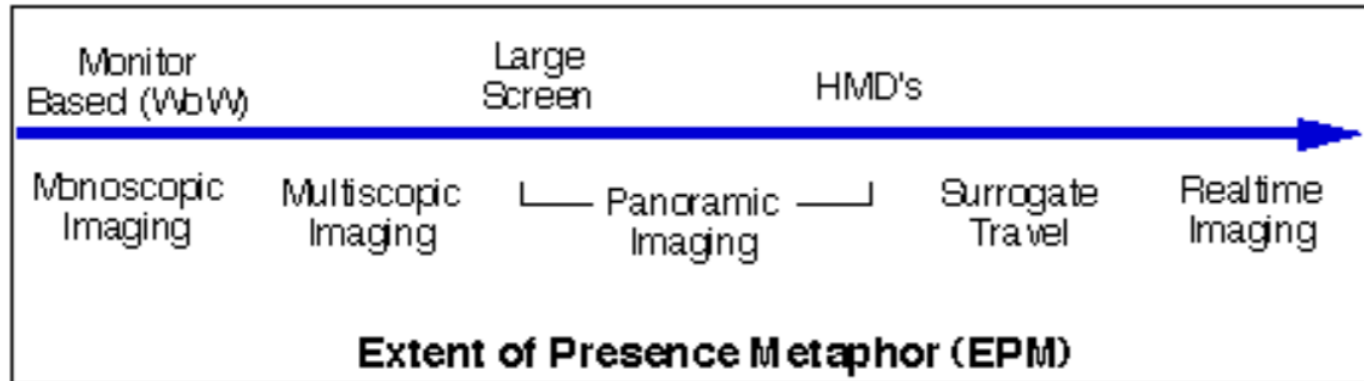 Monitor
Based (WoW)
Large
Screen
HMD's
Monoscopic
Imaging
Multiscopic
Imaging
Panoramic
Imaging
Surrogate
Travel
Realtime
Imaging
Extent of Presence Metaphor (EPM)